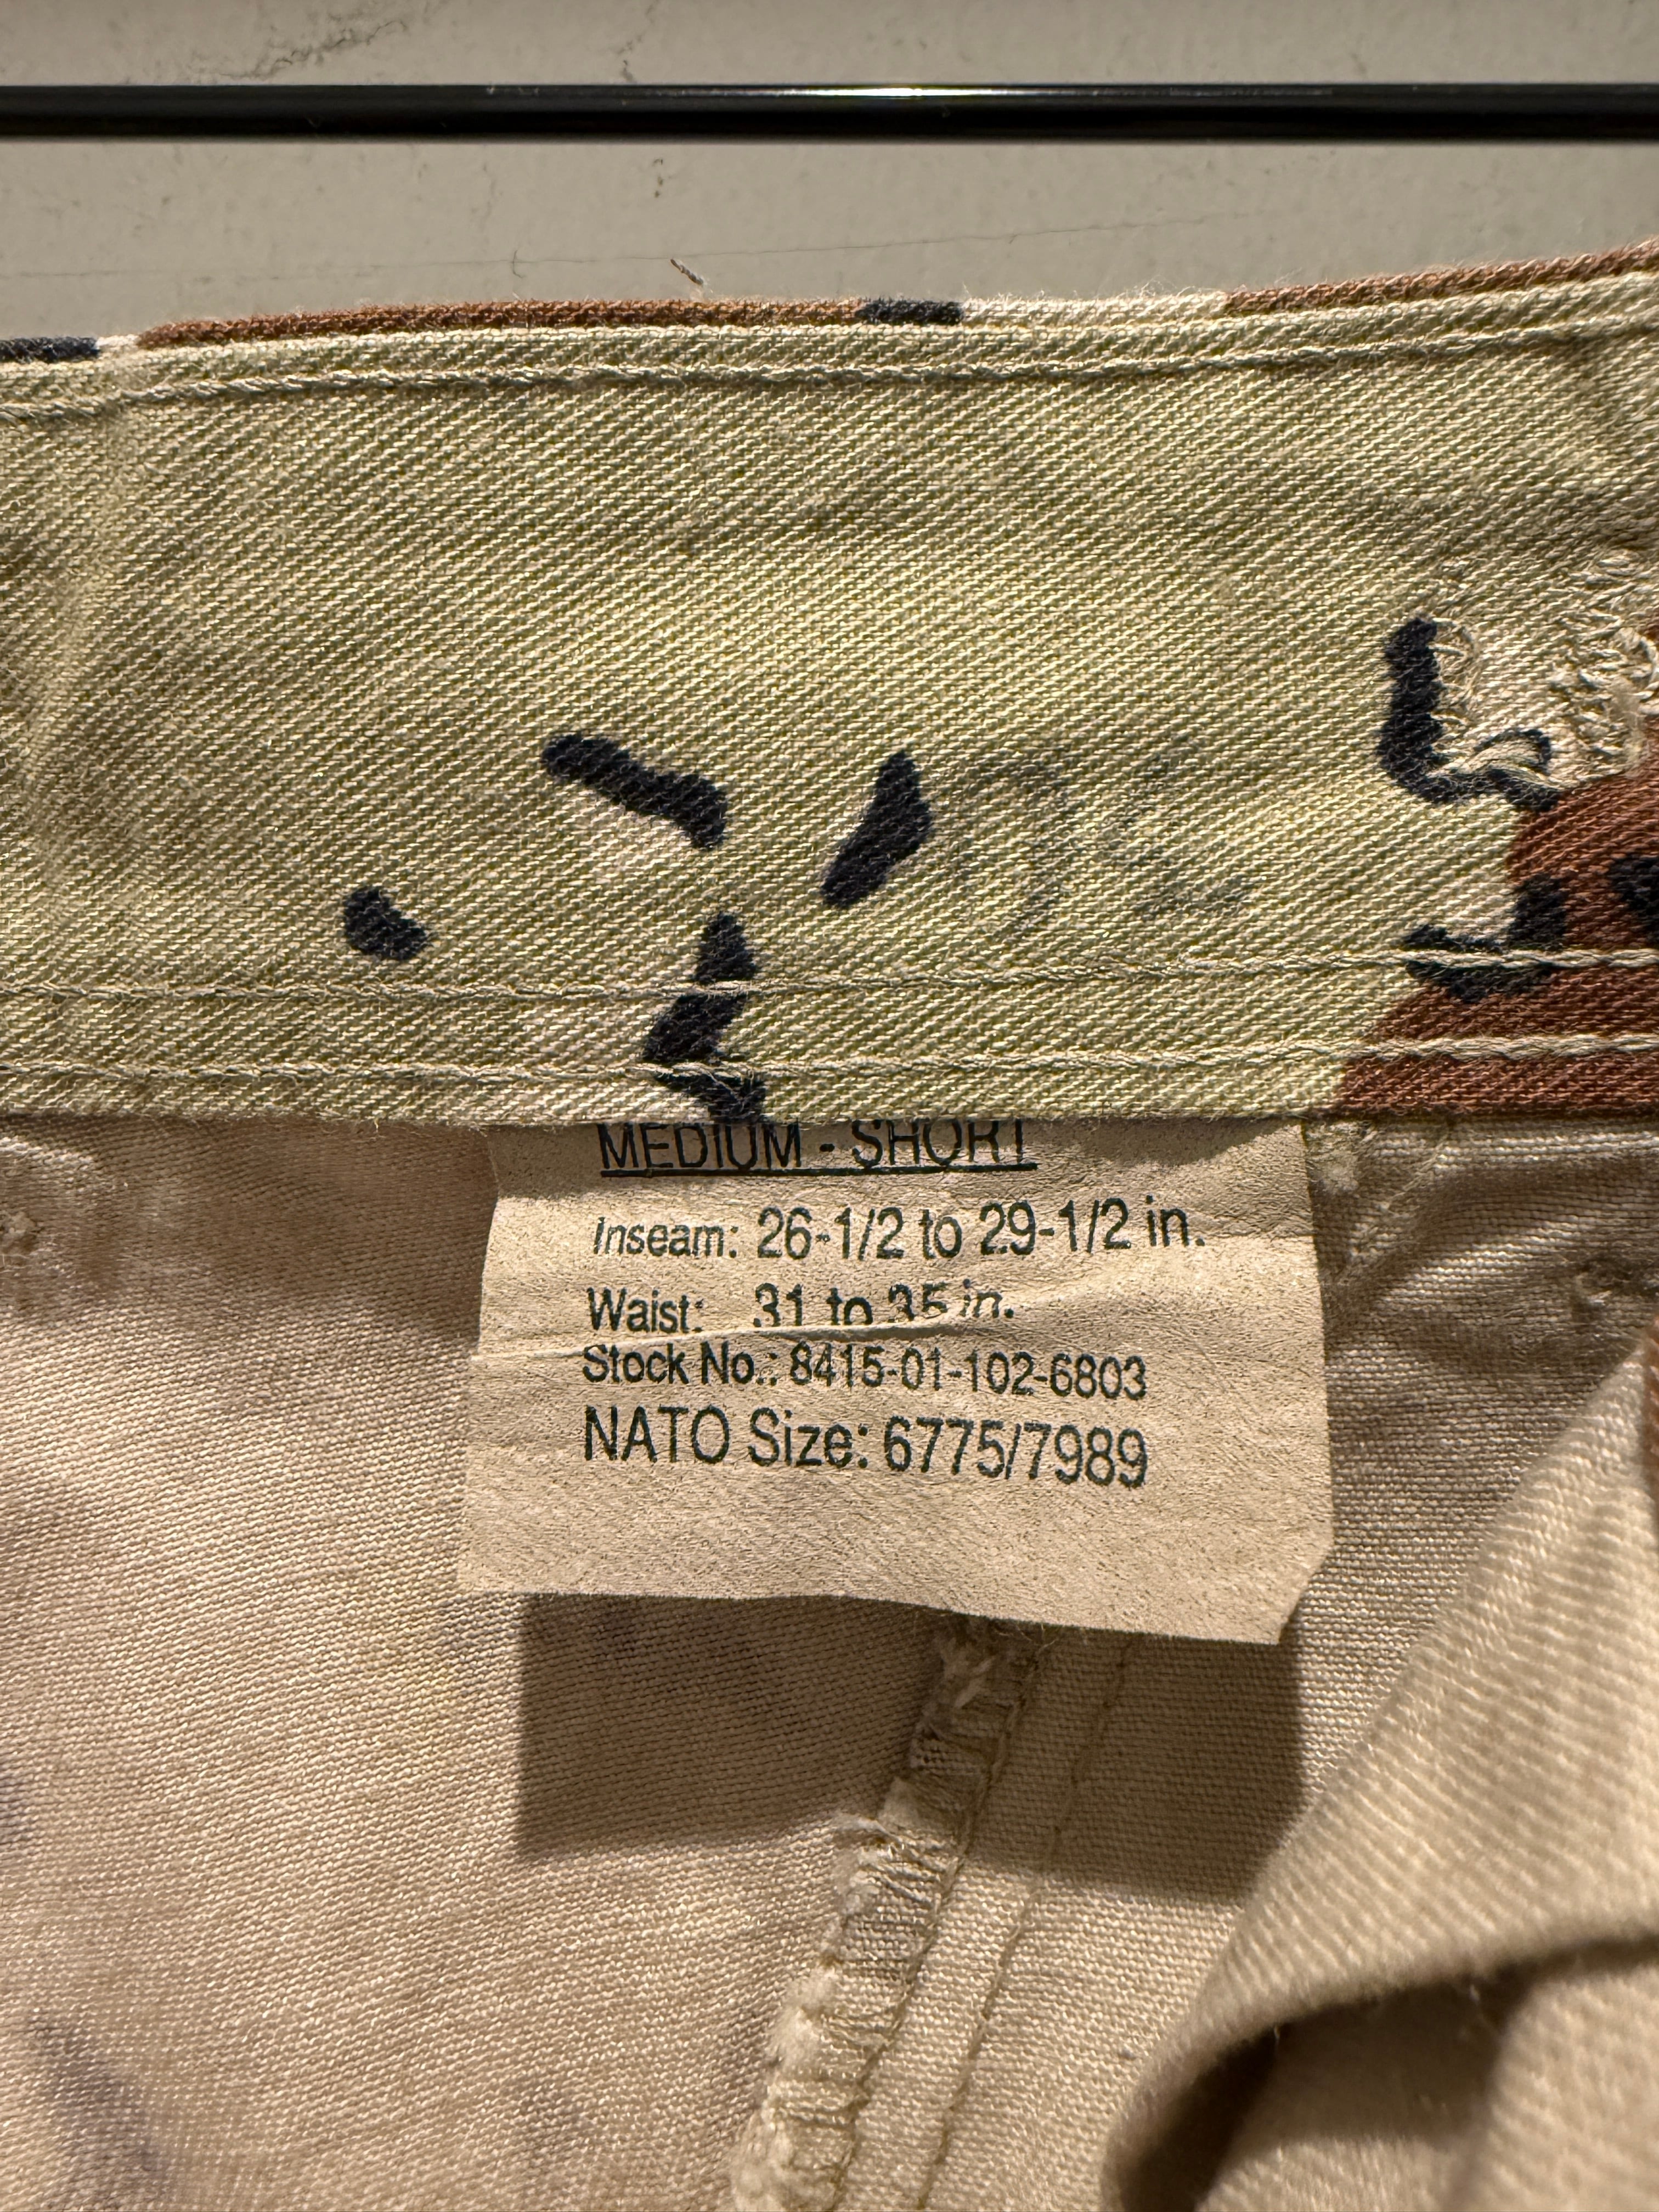 MEDIUM - SHORT
Inseam: 26-1/2 to 29-1/2 in.
Waist: 31 to 35 in.
Stock No.: 8415-01-102-6803
NATO Size: 6775/7989